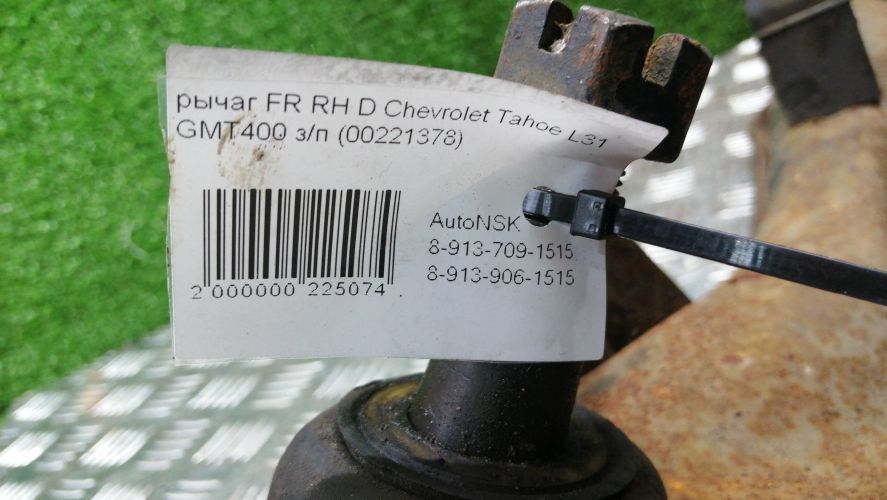 рычаг FR RH D Chevrolet Tahoe L31
GMT400 з/п (00221378)
AutoNSK
8-913-709-1515
8-913-906-1515
2 000000 225074